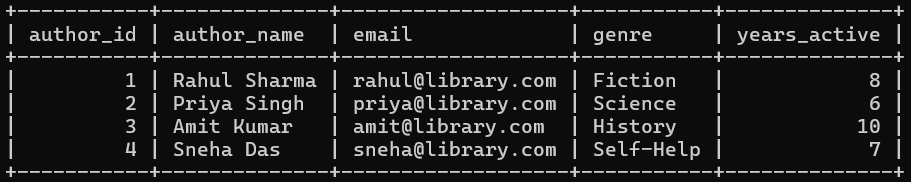 +-----------+--------------+-------------------+-----------+--------------+
| author_id | author_name | email | genre | years_active |
+-----------+--------------+-------------------+-----------+--------------+
| 1 | Rahul Sharma | rahul@library.com | Fiction | 8 |
| 2 | Priya Singh | priya@library.com | Science | 6 |
| 3 | Amit Kumar | amit@library.com | History | 10 |
| 4 | Sneha Das | sneha@library.com | Self-Help | 7 |
+-----------+--------------+-------------------+-----------+--------------+